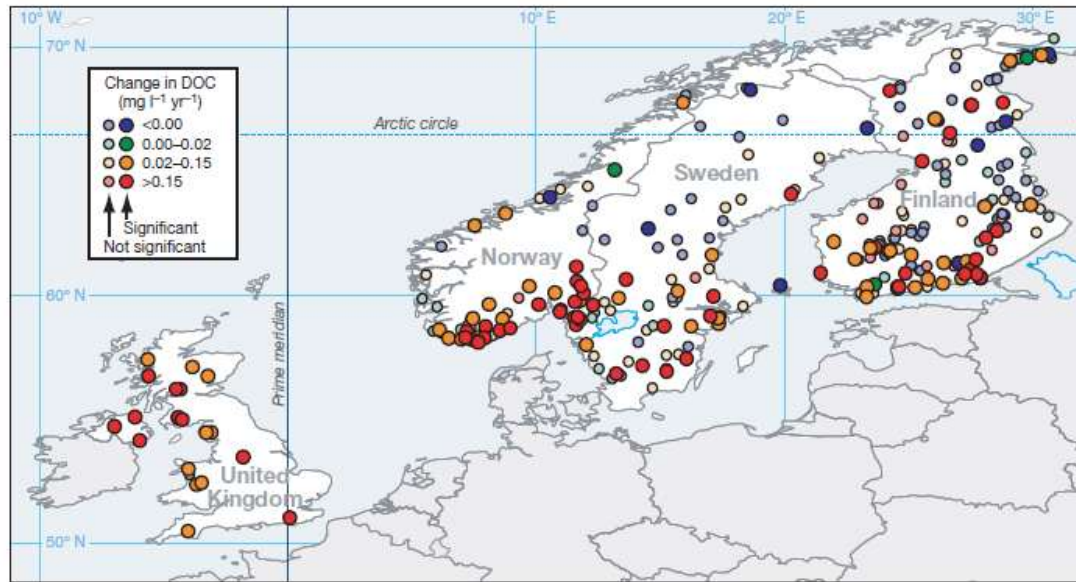 10° W
10° E
20° E
30° E
70° N
Change in DOC
(mg l⁻¹ yr⁻¹)
<0.00
0.00–0.02
0.02–0.15
>0.15
Significant
Not significant
Arctic circle
Sweden
Finland
Norway
60° N
Prime meridian
United
Kingdom
50° N